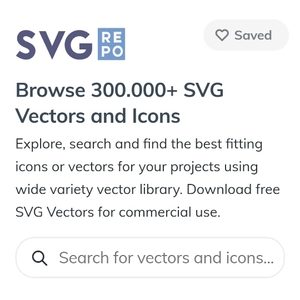 SVG REPO
Saved
Browse 300.000+ SVG
Vectors and Icons
Explore, search and find the best fitting
icons or vectors for your projects using
wide variety vector library. Download free
SVG Vectors for commercial use.
Search for vectors and icons...